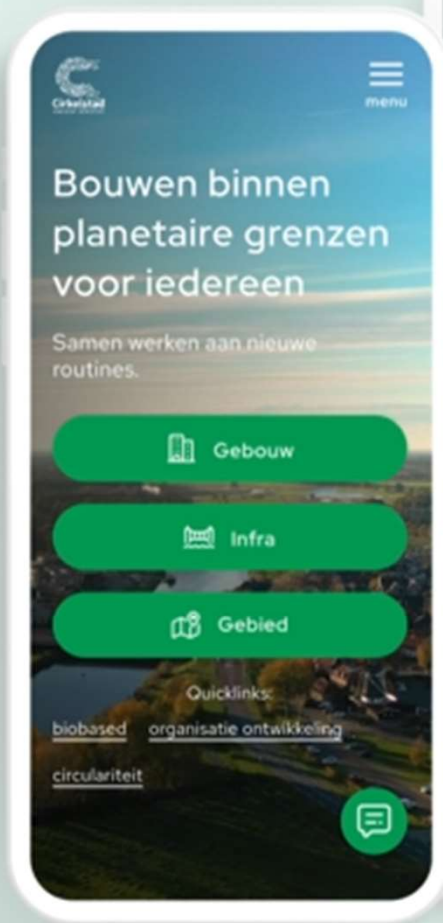 Cirkelstad
menu
Bouwen binnen
planetaire grenzen
voor iedereen
Samen werken aan nieuwe
routines.
Gebouw
Infra
Gebied
Quicklinks:
biobased organisatie ontwikkeling
circulariteit